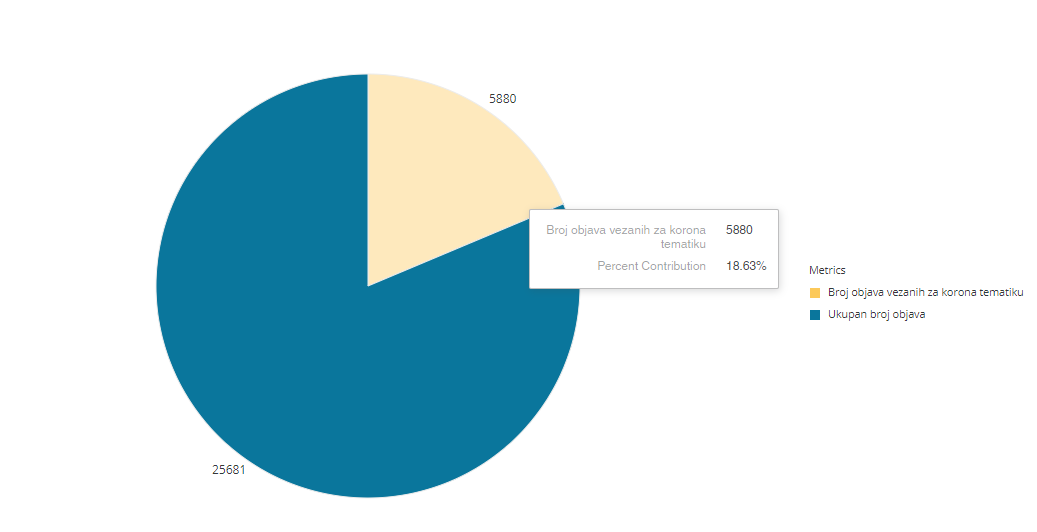 5880
Broj objava vezanih za korona 5880
tematiku
Percent Contribution 18.63%
Metrics
Broj objava vezanih za korona tematiku
Ukupan broj objava
25681